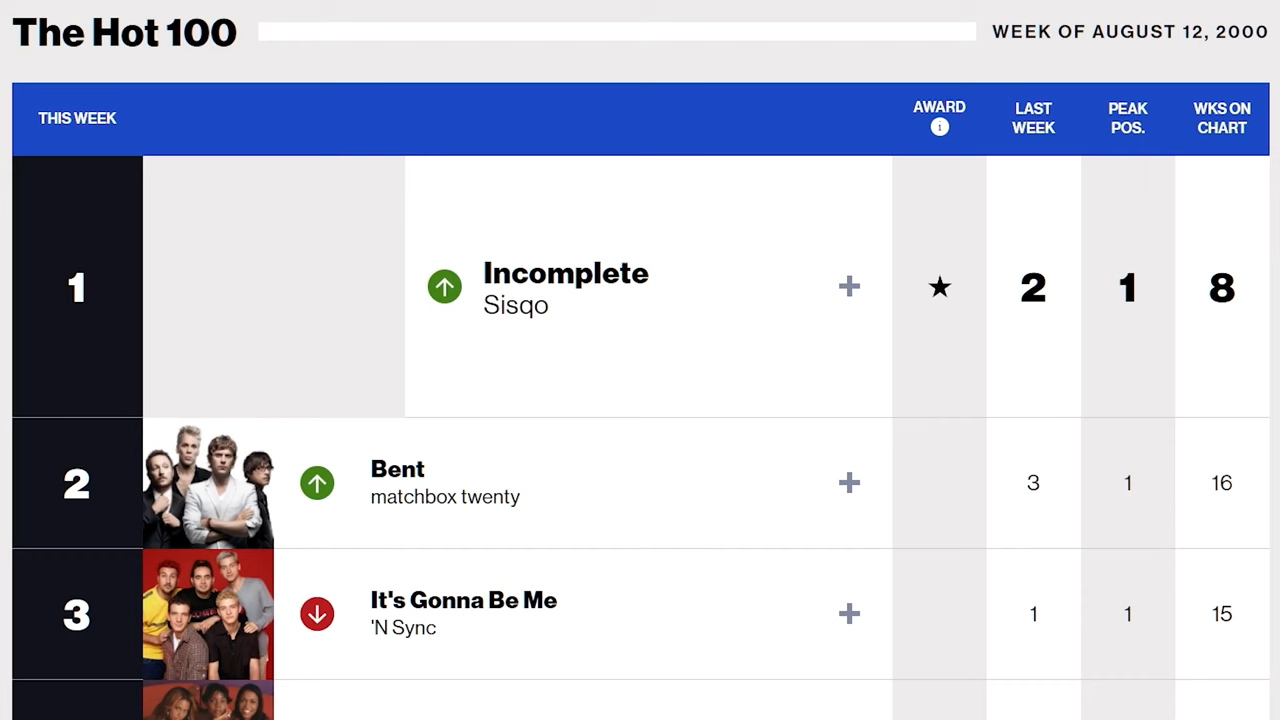 The Hot 100
WEEK OF AUGUST 12, 2000
THIS WEEK
AWARD
i
LAST
WEEK
PEAK
POS.
WKS ON
CHART
1
Incomplete
Sisqo
+
★
2
1
8
2
Bent
matchbox twenty
+
3
1
16
3
It's Gonna Be Me
'N Sync
+
1
1
15